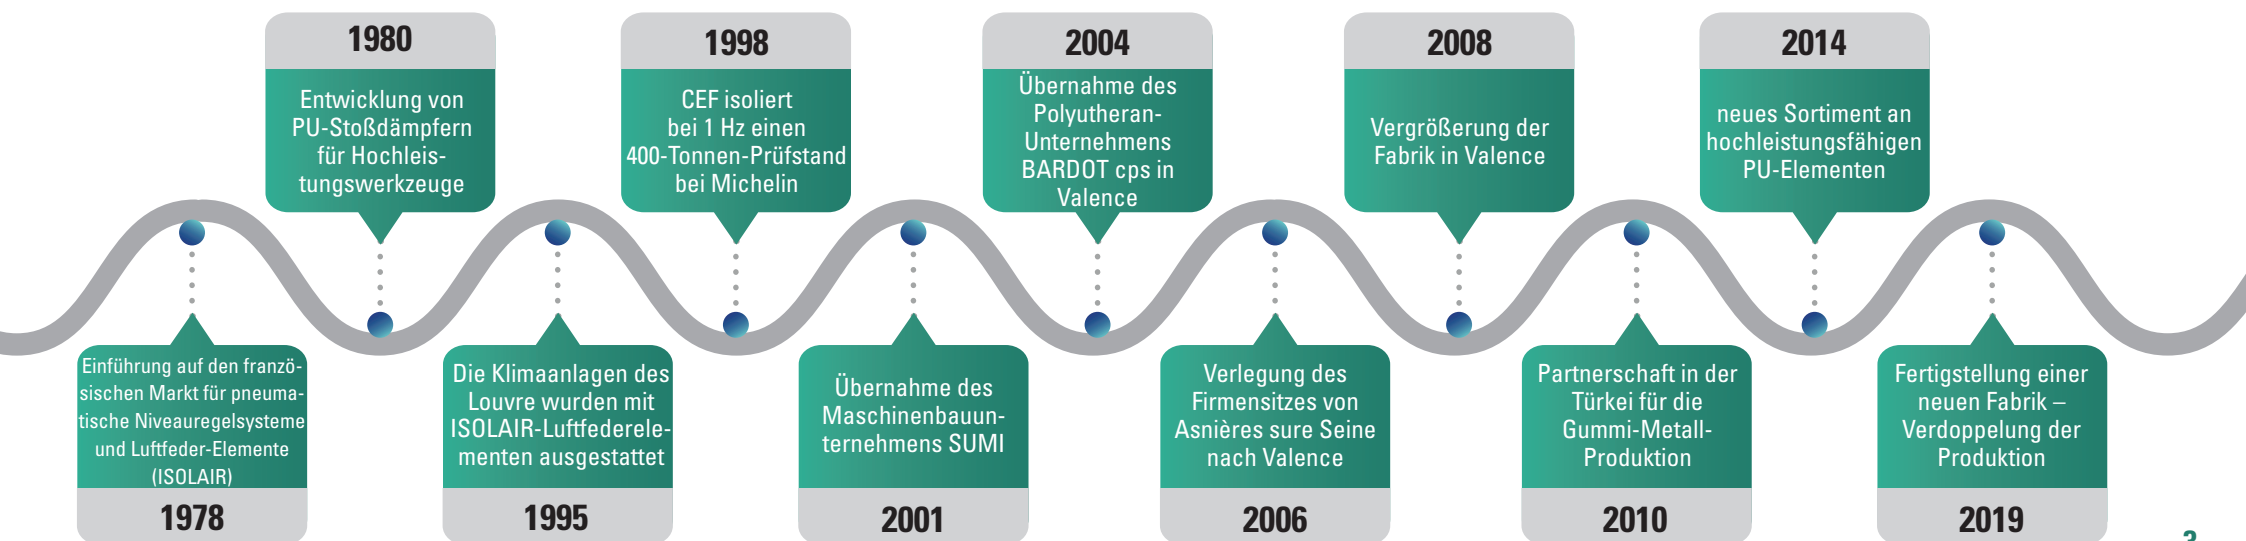 1980
Entwicklung von
PU-Stoßdämpfern
für Hochleis-
tungswerkzeuge
1998
CEF isoliert
bei 1 Hz einen
400-Tonnen-Prüfstand
bei Michelin
2004
Übernahme des
Polyutheran-
Unternehmens
BARDOT cps in
Valence
2008
Vergrößerung der
Fabrik in Valence
2014
neues Sortiment an
hochleistungsfähigen
PU-Elementen
Einführung auf den franzö-
sischen Markt für pneuma-
tische Niveauregelsysteme
und Luftfeder-Elemente
(ISOLAIR)
1978
Die Klimaanlagen des
Louvre wurden mit
ISOLAIR-Luftfederele-
menten ausgestattet
1995
Übernahme des
Maschinenbauun-
ternehmens SUMI
2001
Verlegung des
Firmensitzes von
Asnières sure Seine
nach Valence
2006
Partnerschaft in der
Türkei für die
Gummi-Metall-
Produktion
2010
Fertigstellung einer
neuen Fabrik –
Verdoppelung der
Produktion
2019
3